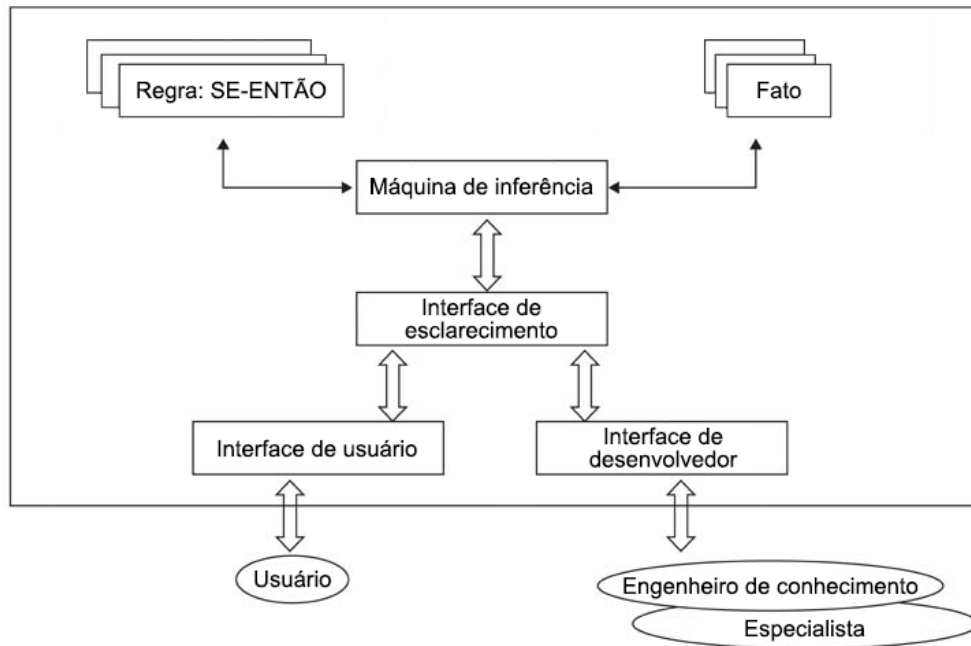 Regra: SE-ENTÃO
Fato
Máquina de inferência
Interface de
esclarecimento
Interface de usuário
Interface de
desenvolvedor
Usuário
Engenheiro de conhecimento
Especialista